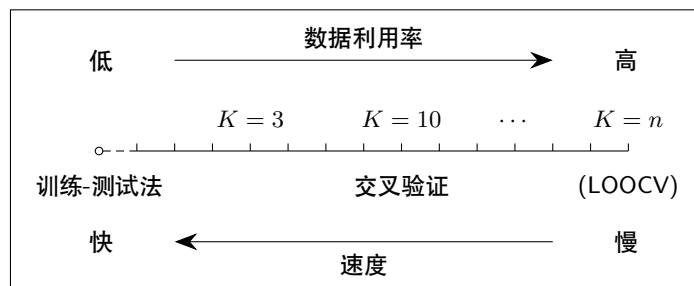 数据利用率
低 高
K = 3 K = 10 ⋯ K = n
训练-测试法 交叉验证 (LOOCV)
快 慢
速度